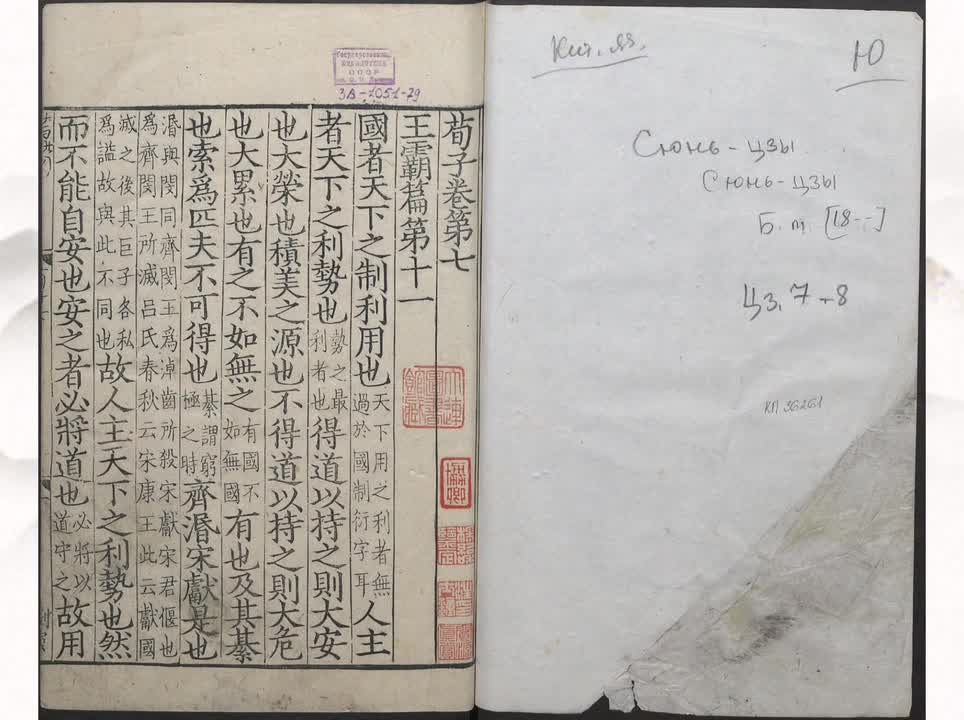 Кит. яз.
Ю
Сюнь-цзы
Сюнь-цзы
Б.м. [18--]
Цз. 7-8
КП 36261
ЗВ-1051-79
荀子卷第七
王霸篇第十一
國者天下之制利用也天下用之利者無過於國制衍字耳人主
者天下之利勢也勢之最利者也得道以持之則大安
也大榮也積美之源也不得道以持之則大危
也大累也有之不如無之有國不如無國有也及其綦
也索爲匹夫不可得也綦謂窮極之時齊湣宋獻是也
湣與閔同齊閔王爲淖齒所殺宋獻宋君偃也爲齊閔王所滅吕氏春秋云宋康王此云獻國
滅之後其臣子各私爲謚故與此不同也故人主天下之利勢也然
而不能自安也安之者必將道也必將以道守之故用